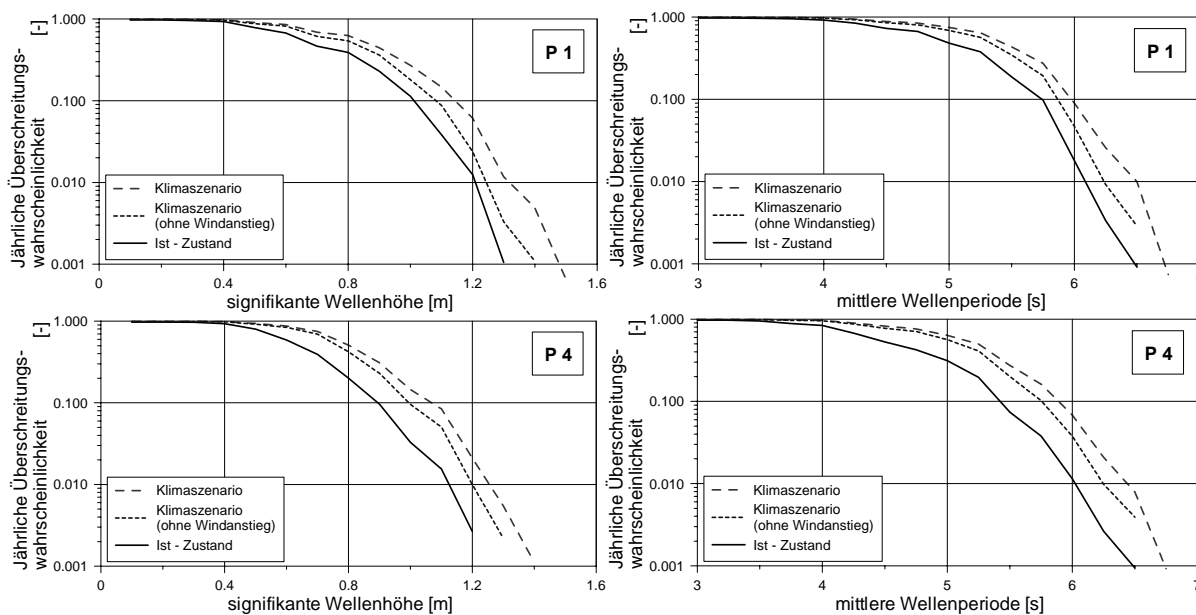 Jährliche Überschreitungs-
wahrscheinlichkeit [-]
1.000
0.100
0.010
0.001
P 1
Klimaszenario
Klimaszenario
(ohne Windanstieg)
Ist - Zustand
0 0.4 0.8 1.2 1.6
signifikante Wellenhöhe [m]
Jährliche Überschreitungs-
wahrscheinlichkeit [-]
1.000
0.100
0.010
0.001
P 1
Klimaszenario
Klimaszenario
(ohne Windanstieg)
Ist - Zustand
3 4 5 6 7
mittlere Wellenperiode [s]
Jährliche Überschreitungs-
wahrscheinlichkeit [-]
1.000
0.100
0.010
0.001
P 4
Klimaszenario
Klimaszenario
(ohne Windanstieg)
Ist - Zustand
0 0.4 0.8 1.2 1.6
signifikante Wellenhöhe [m]
Jährliche Überschreitungs-
wahrscheinlichkeit [-]
1.000
0.100
0.010
0.001
P 4
Klimaszenario
Klimaszenario
(ohne Windanstieg)
Ist - Zustand
3 4 5 6 7
mittlere Wellenperiode [s]